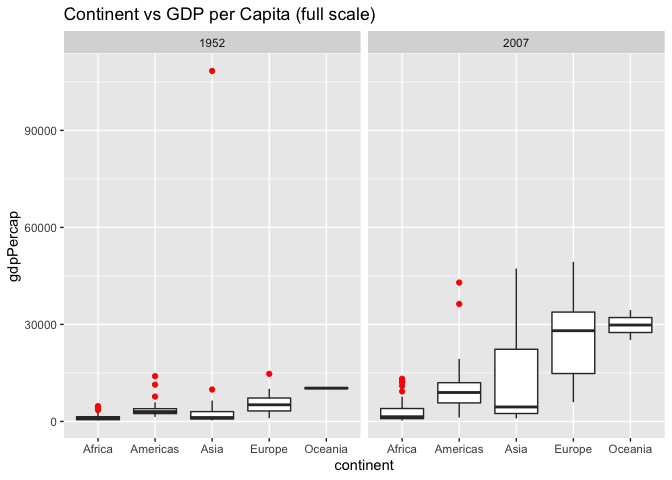 Continent vs GDP per Capita (full scale)
1952
2007
90000
60000
30000
0
gdpPercap
Africa Americas Asia Europe Oceania
Africa Americas Asia Europe Oceania
continent